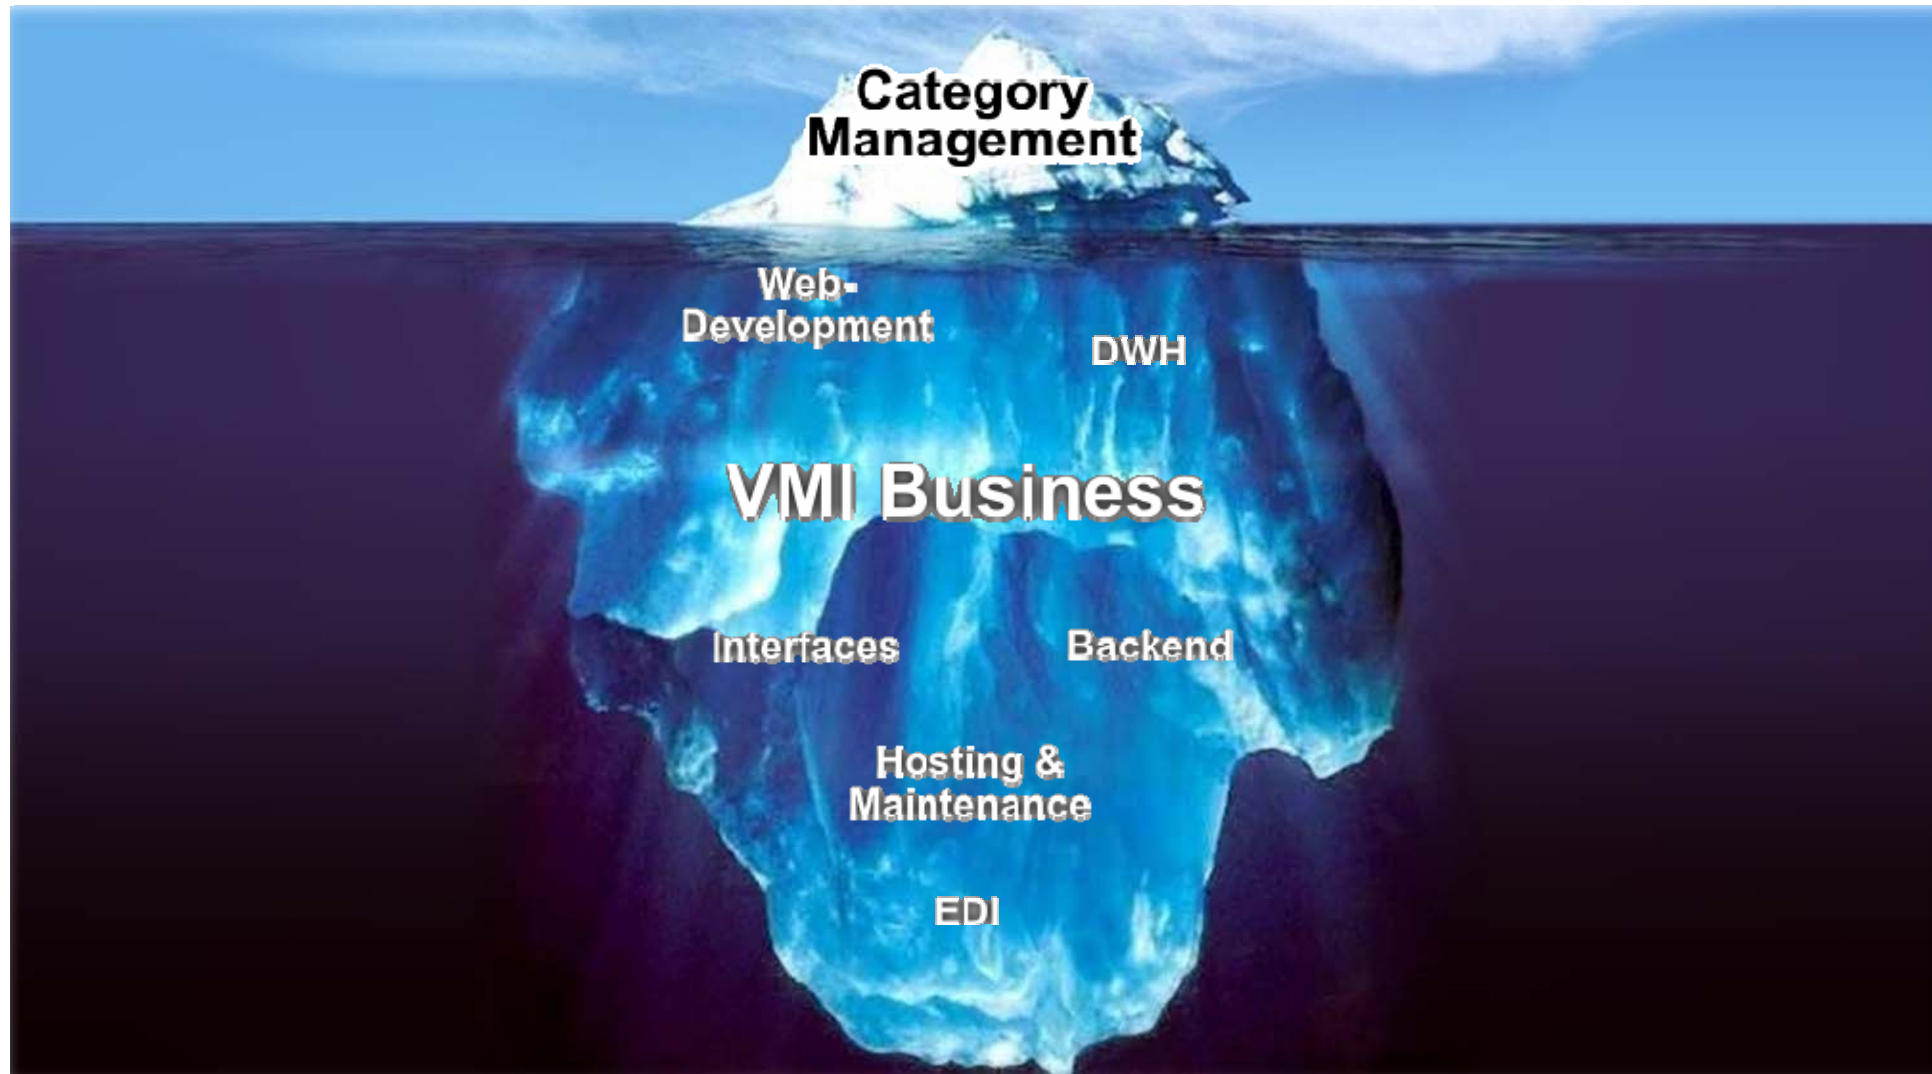 Category
Management
Web-
Development
DWH
VMI Business
Interfaces
Backend
Hosting &
Maintenance
EDI